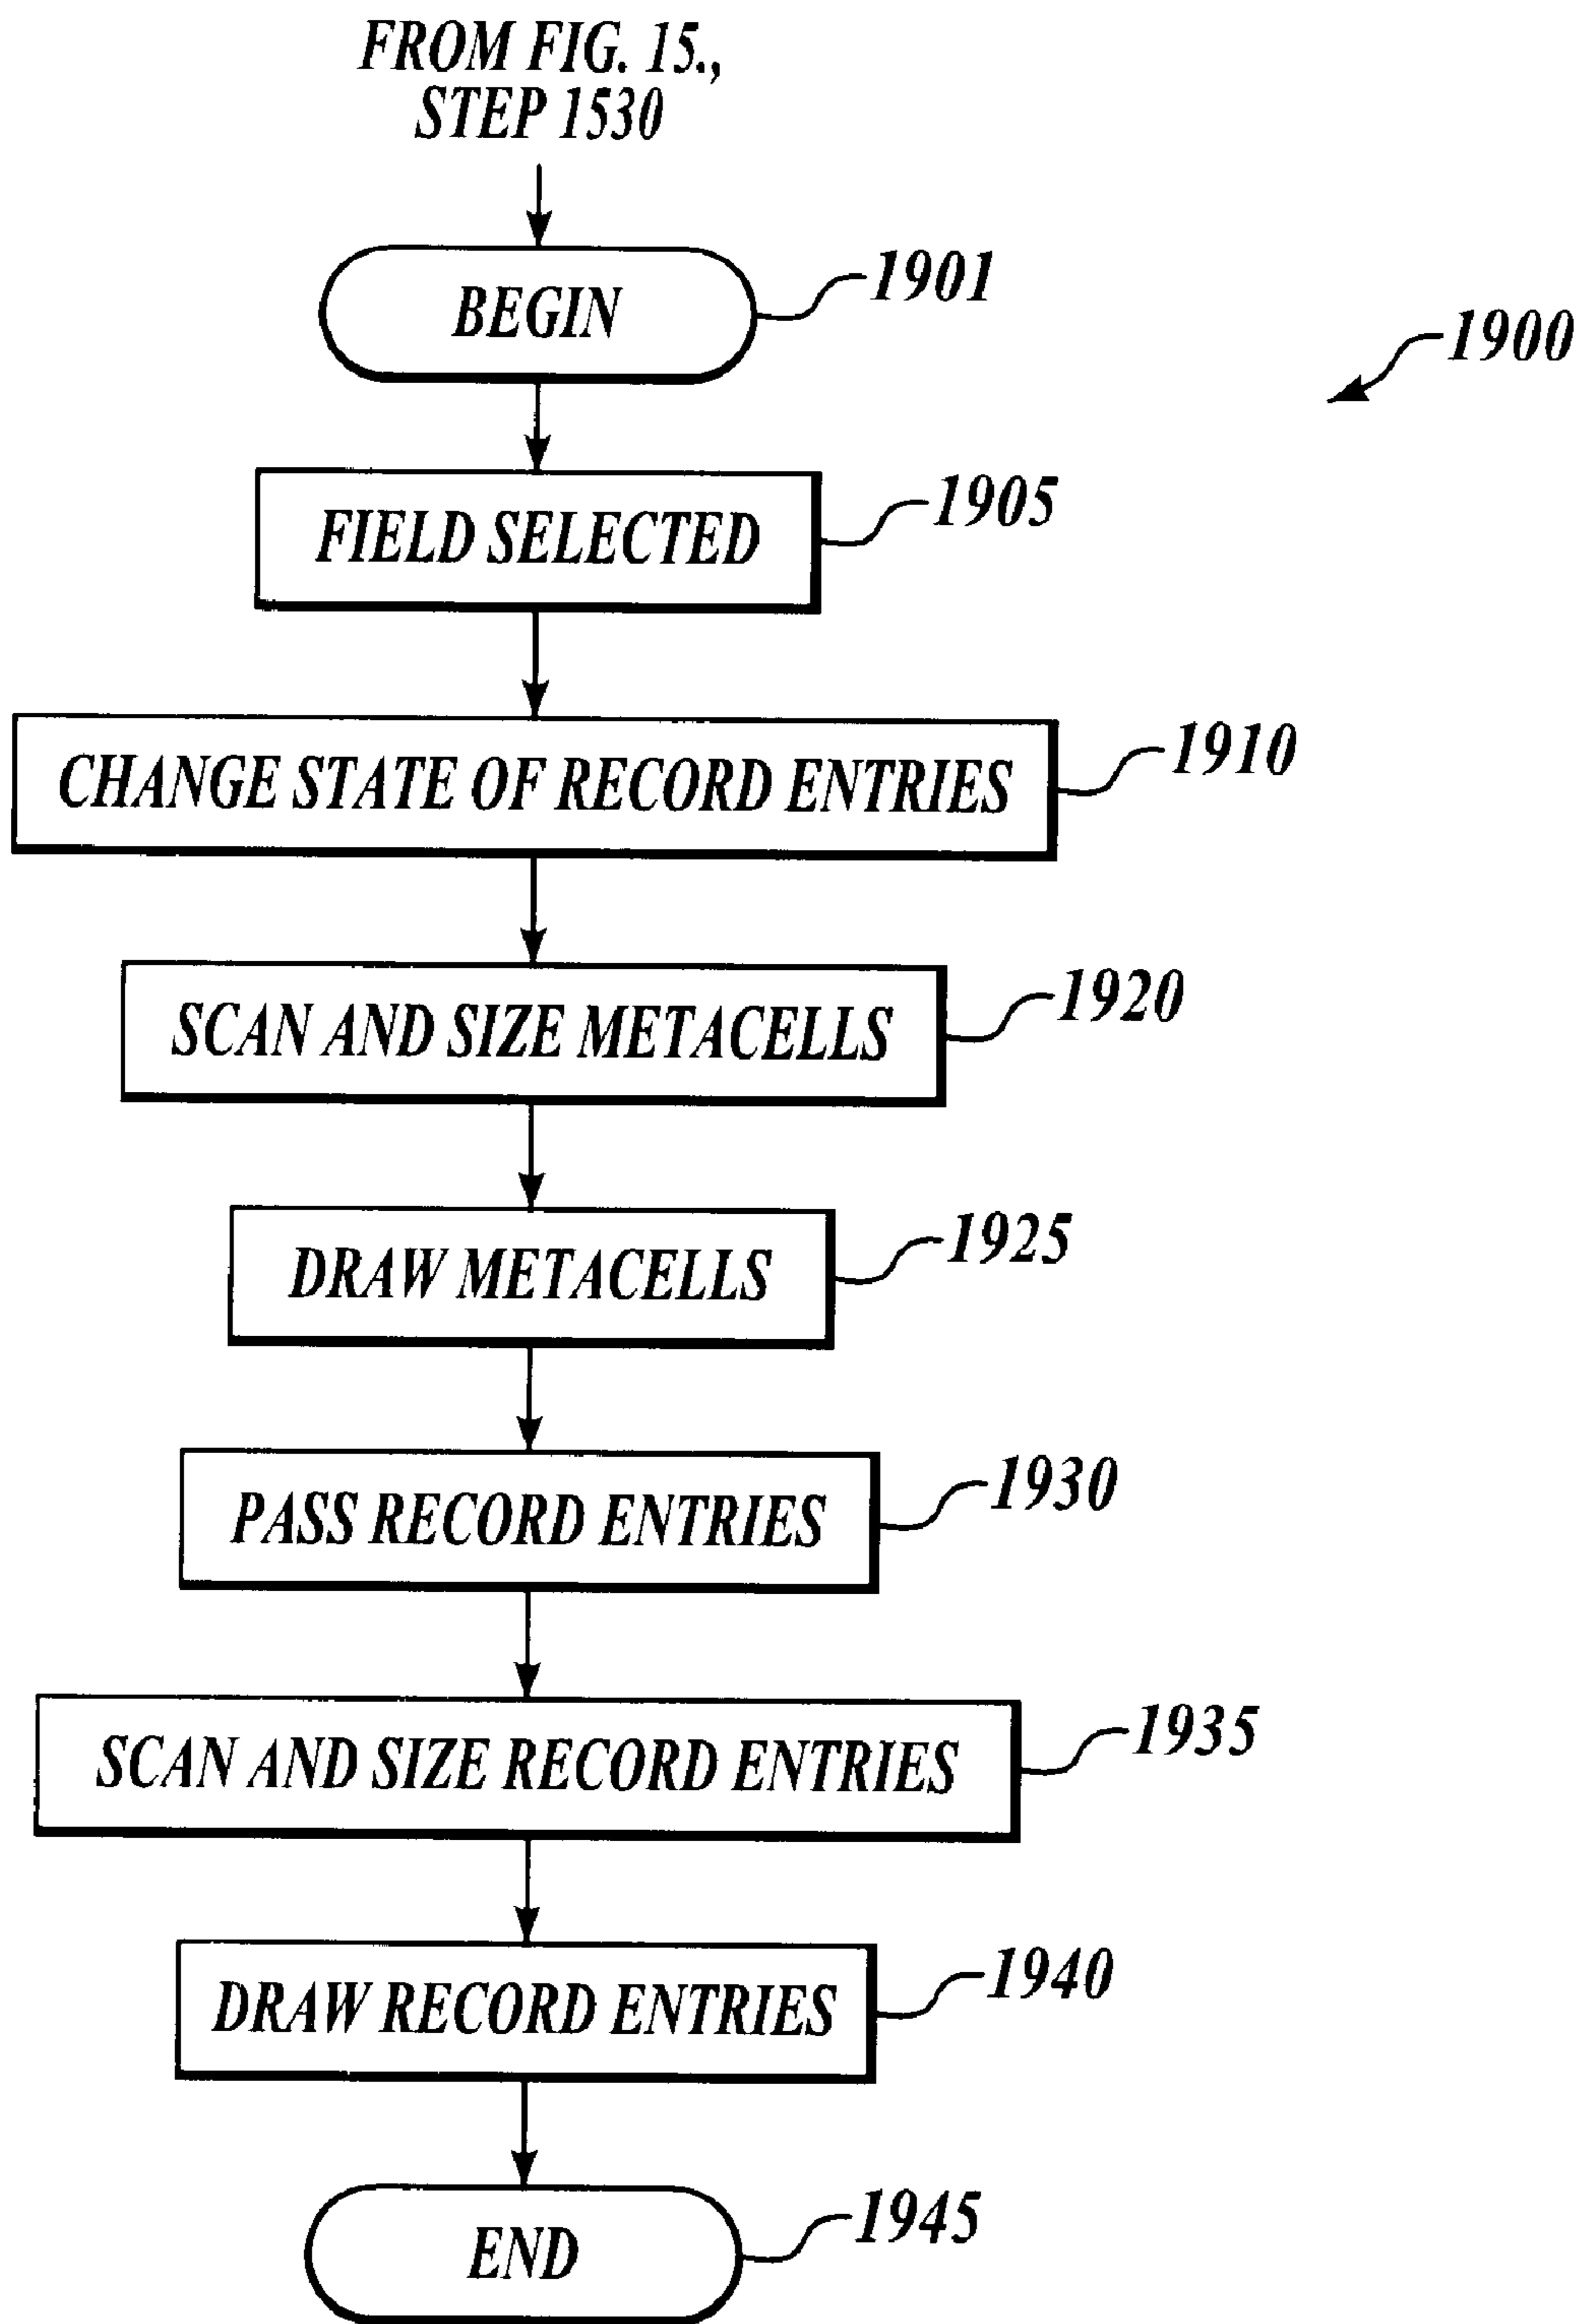 FROM FIG. 15.,
STEP 1530
BEGIN
1901
1900
FIELD SELECTED
1905
CHANGE STATE OF RECORD ENTRIES
1910
SCAN AND SIZE METACELLS
1920
DRAW METACELLS
1925
PASS RECORD ENTRIES
1930
SCAN AND SIZE RECORD ENTRIES
1935
DRAW RECORD ENTRIES
1940
END
1945